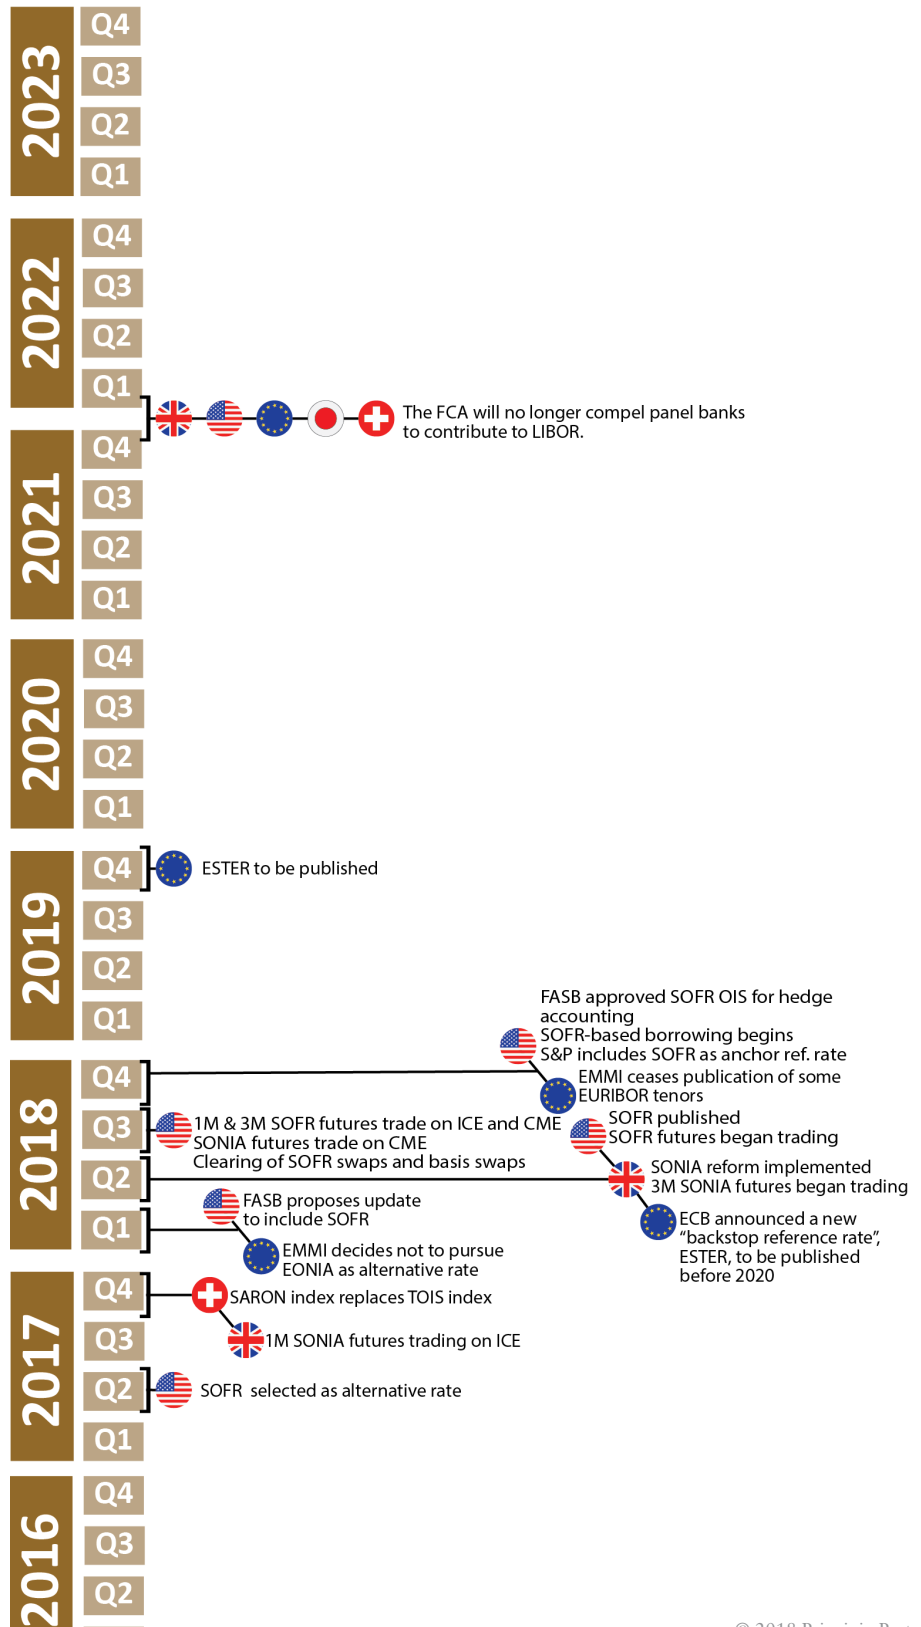 2023
Q4
Q3
Q2
Q1
2022
Q4
Q3
Q2
Q1
The FCA will no longer compel panel banks
to contribute to LIBOR.
2021
Q4
Q3
Q2
Q1
2020
Q4
Q3
Q2
Q1
2019
Q4
ESTER to be published
Q3
Q2
Q1
2018
Q4
FASB approved SOFR OIS for hedge
accounting
SOFR-based borrowing begins
S&P includes SOFR as anchor ref. rate
EMMI ceases publication of some
EURIBOR tenors
Q3
1M & 3M SOFR futures trade on ICE and CME
SONIA futures trade on CME
Clearing of SOFR swaps and basis swaps
Q2
SOFR published
SOFR futures began trading
SONIA reform implemented
3M SONIA futures began trading
ECB announced a new
“backstop reference rate”,
ESTER, to be published
before 2020
Q1
FASB proposes update
to include SOFR
EMMI decides not to pursue
EONIA as alternative rate
2017
Q4
SARON index replaces TOIS index
1M SONIA futures trading on ICE
Q3
Q2
SOFR selected as alternative rate
Q1
2016
Q4
Q3
Q2